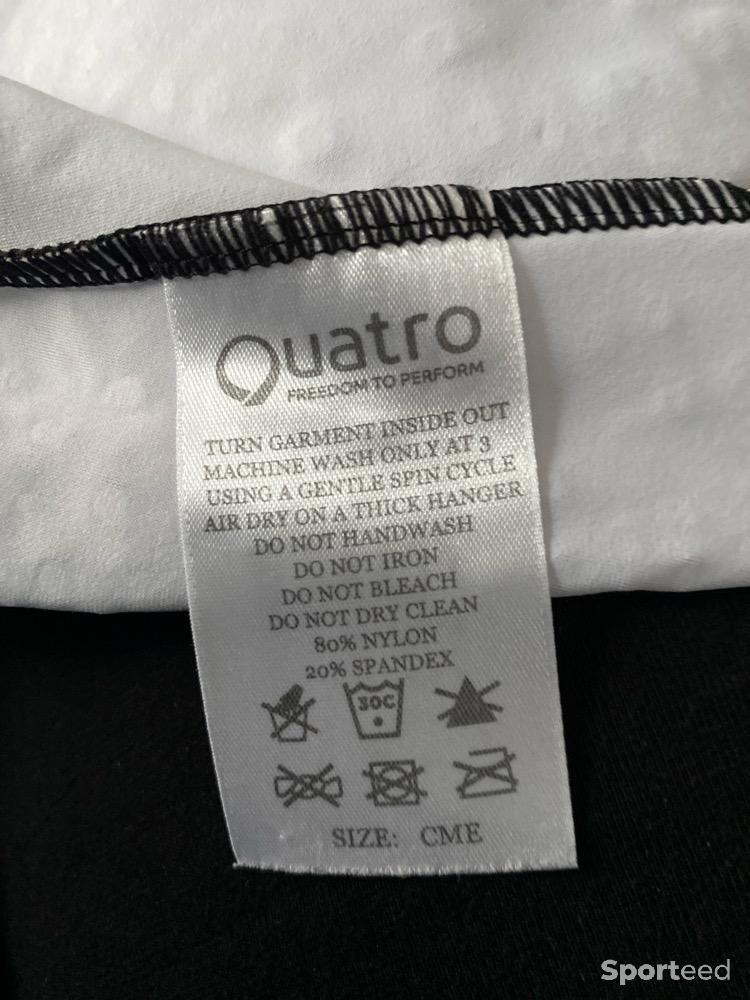 Quatro
FREEDOM TO PERFORM
TURN GARMENT INSIDE OUT
MACHINE WASH ONLY AT 3
USING A GENTLE SPIN CYCLE
AIR DRY ON A THICK HANGER
DO NOT HANDWASH
DO NOT IRON
DO NOT BLEACH
DO NOT DRY CLEAN
80% NYLON
20% SPANDEX
30C
SIZE: CME
Sporteed